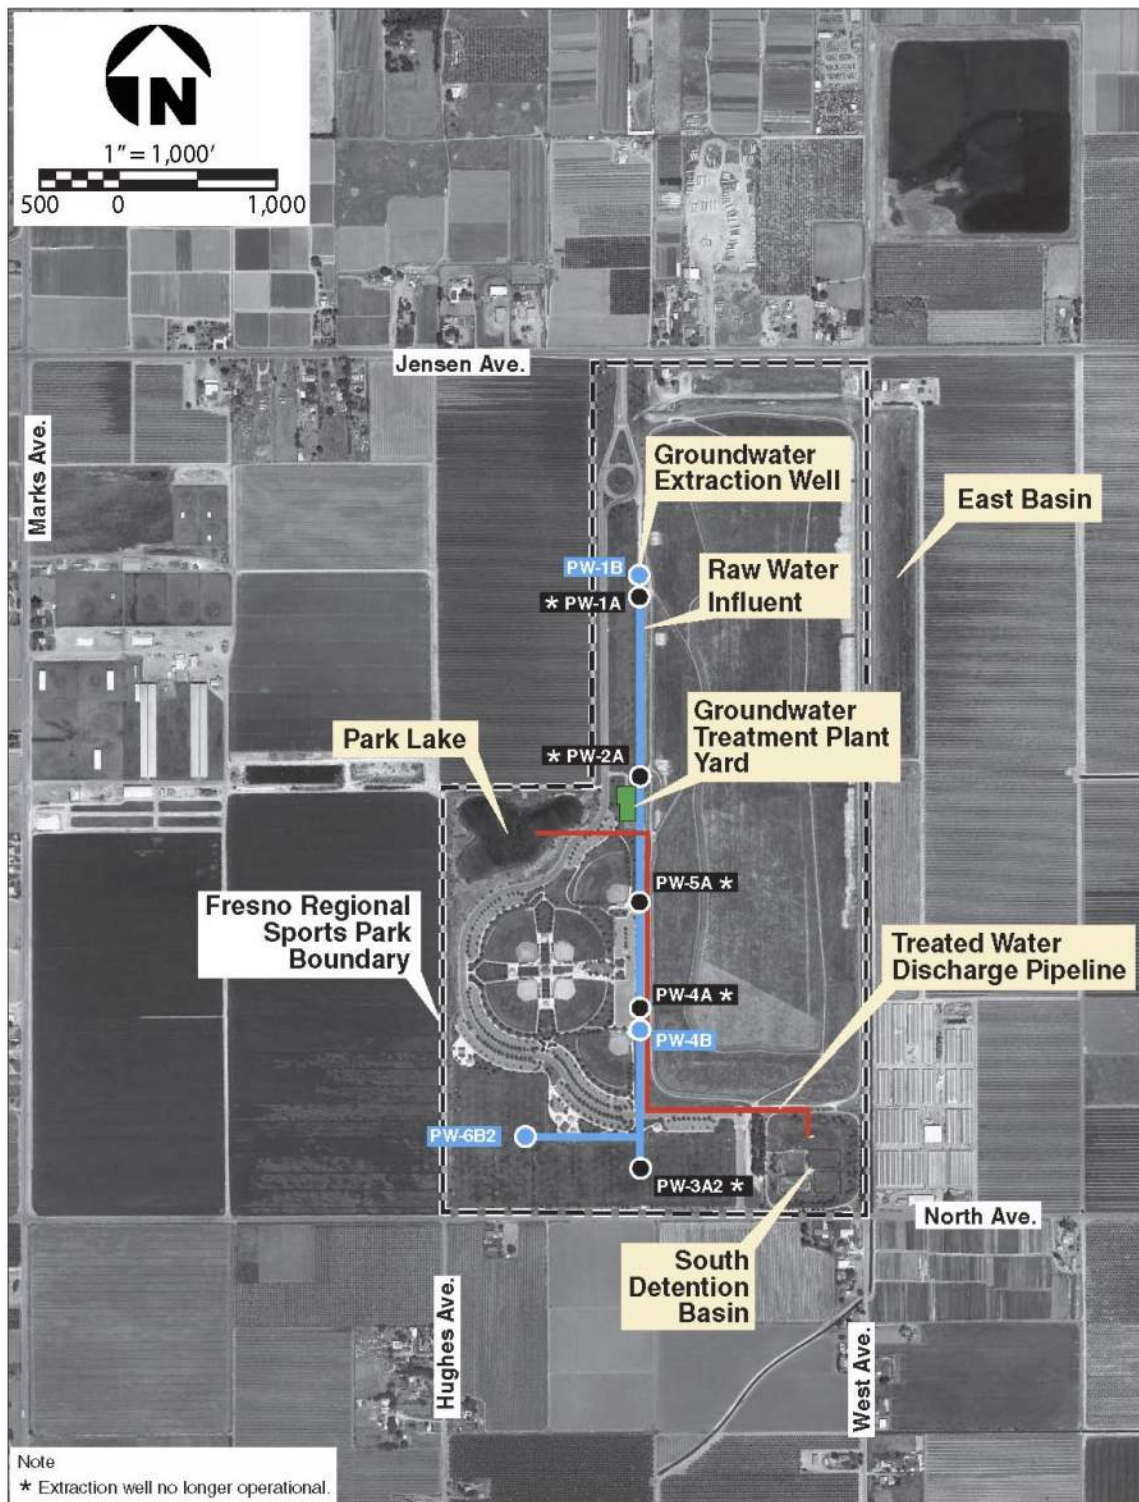 N
1" = 1,000'
500 0 1,000
Jensen Ave.
Marks Ave.
Groundwater
Extraction Well
East Basin
PW-1B
Raw Water
Influent
* PW-1A
Groundwater
Treatment Plant
Yard
Park Lake
* PW-2A
PW-5A *
Fresno Regional
Sports Park
Boundary
Treated Water
Discharge Pipeline
PW-4A *
PW-4B
PW-6B2
PW-3A2 *
North Ave.
South
Detention
Basin
Hughes Ave.
West Ave.
Note
* Extraction well no longer operational.